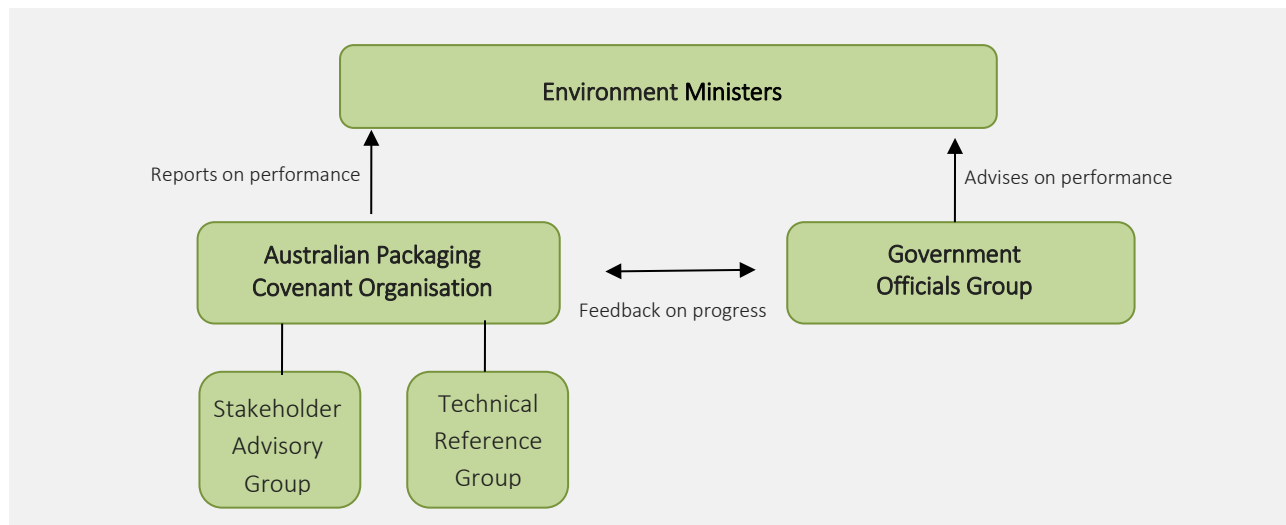 Environment Ministers
Reports on performance
Advises on performance
Australian Packaging
Covenant Organisation
Government
Officials Group
Feedback on progress
Stakeholder
Advisory
Group
Technical
Reference
Group